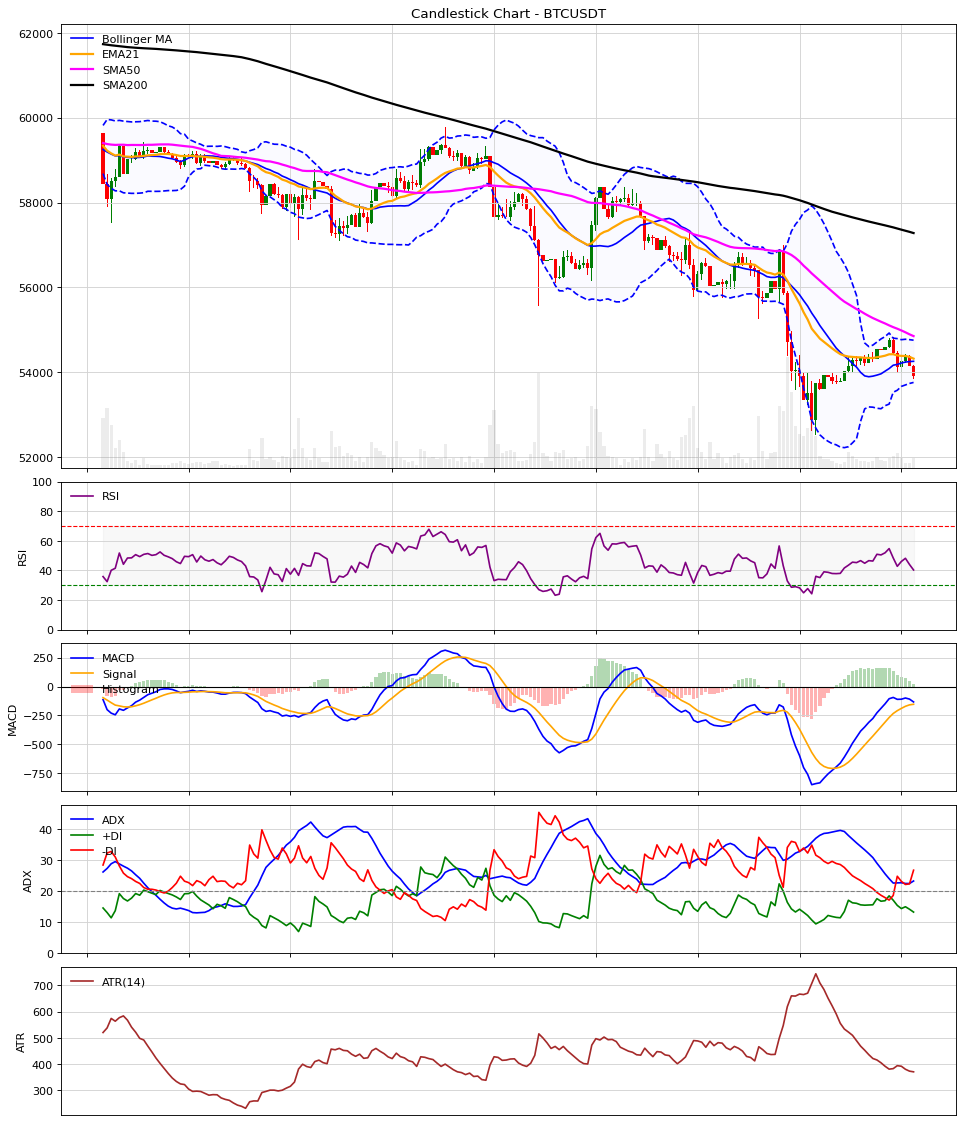 Candlestick Chart - BTCUSDT
62000
60000
58000
56000
54000
52000
Bollinger MA
EMA21
SMA50
SMA200
100
80
60
40
20
0
RSI
RSI
250
0
−250
−500
−750
MACD
MACD
Signal
Histogram
40
30
20
10
0
ADX
ADX
+DI
-DI
700
600
500
400
300
ATR
ATR(14)